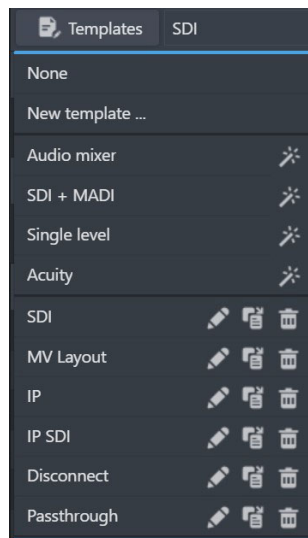 Templates SDI
None
New template ...
Audio mixer
SDI + MADI
Single level
Acuity
SDI
MV Layout
IP
IP SDI
Disconnect
Passthrough